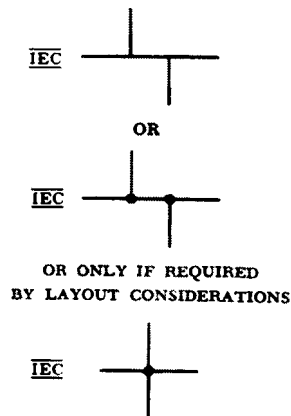 IEC
OR
IEC
OR ONLY IF REQUIRED
BY LAYOUT CONSIDERATIONS
IEC